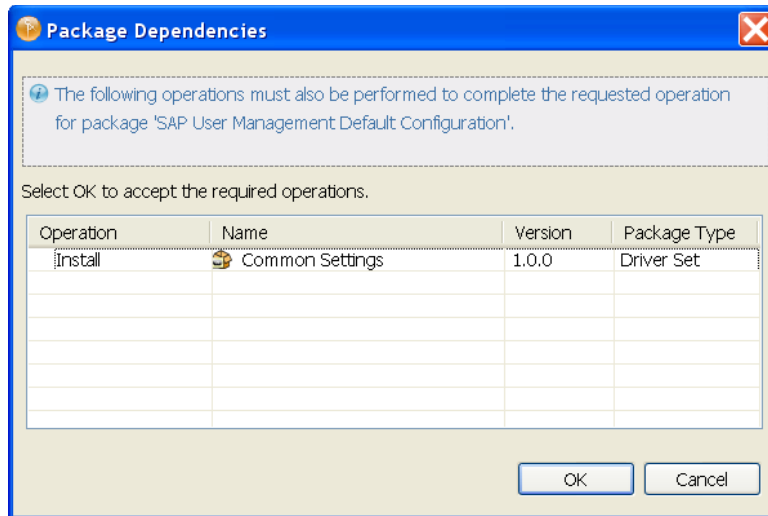 Package Dependencies
The following operations must also be performed to complete the requested operation
for package 'SAP User Management Default Configuration'.
Select OK to accept the required operations.
Operation Name Version Package Type
Install Common Settings 1.0.0 Driver Set
OK Cancel